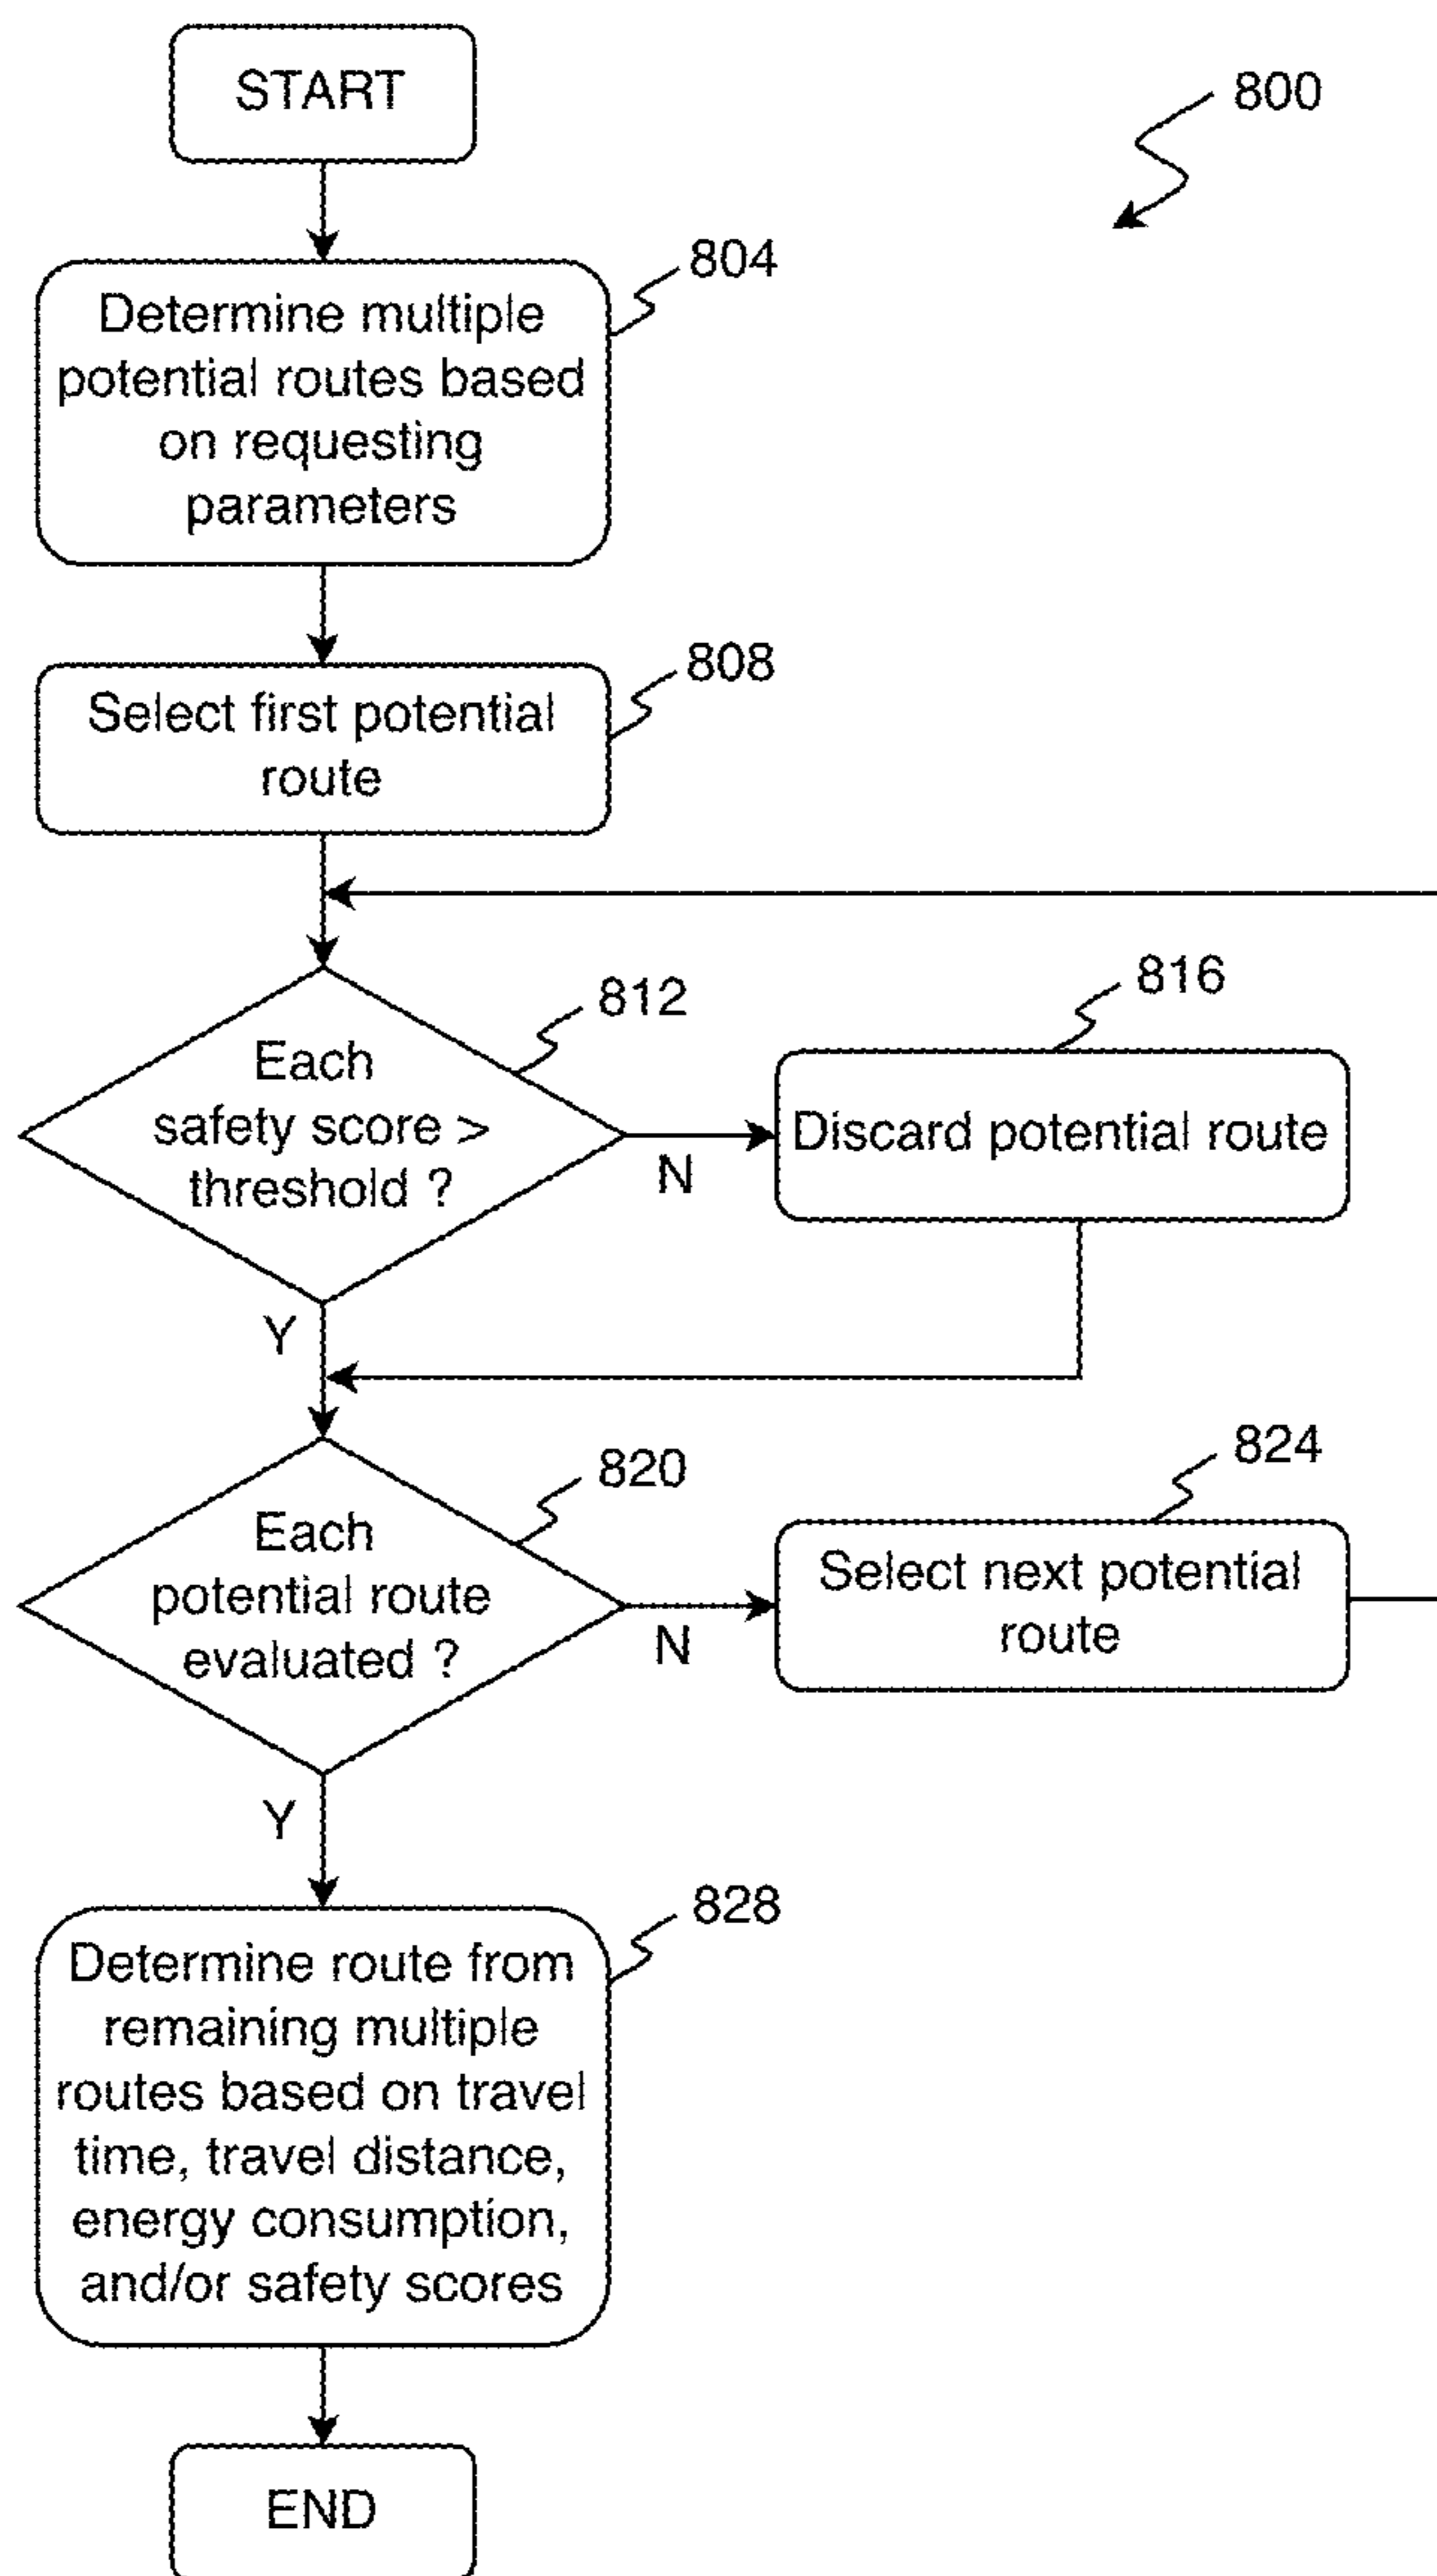 START
800
804
Determine multiple
potential routes based
on requesting
parameters
808
Select first potential
route
812
Each
safety score >
threshold ?
N
816
Discard potential route
Y
820
Each
potential route
evaluated ?
N
824
Select next potential
route
Y
828
Determine route from
remaining multiple
routes based on travel
time, travel distance,
energy consumption,
and/or safety scores
END